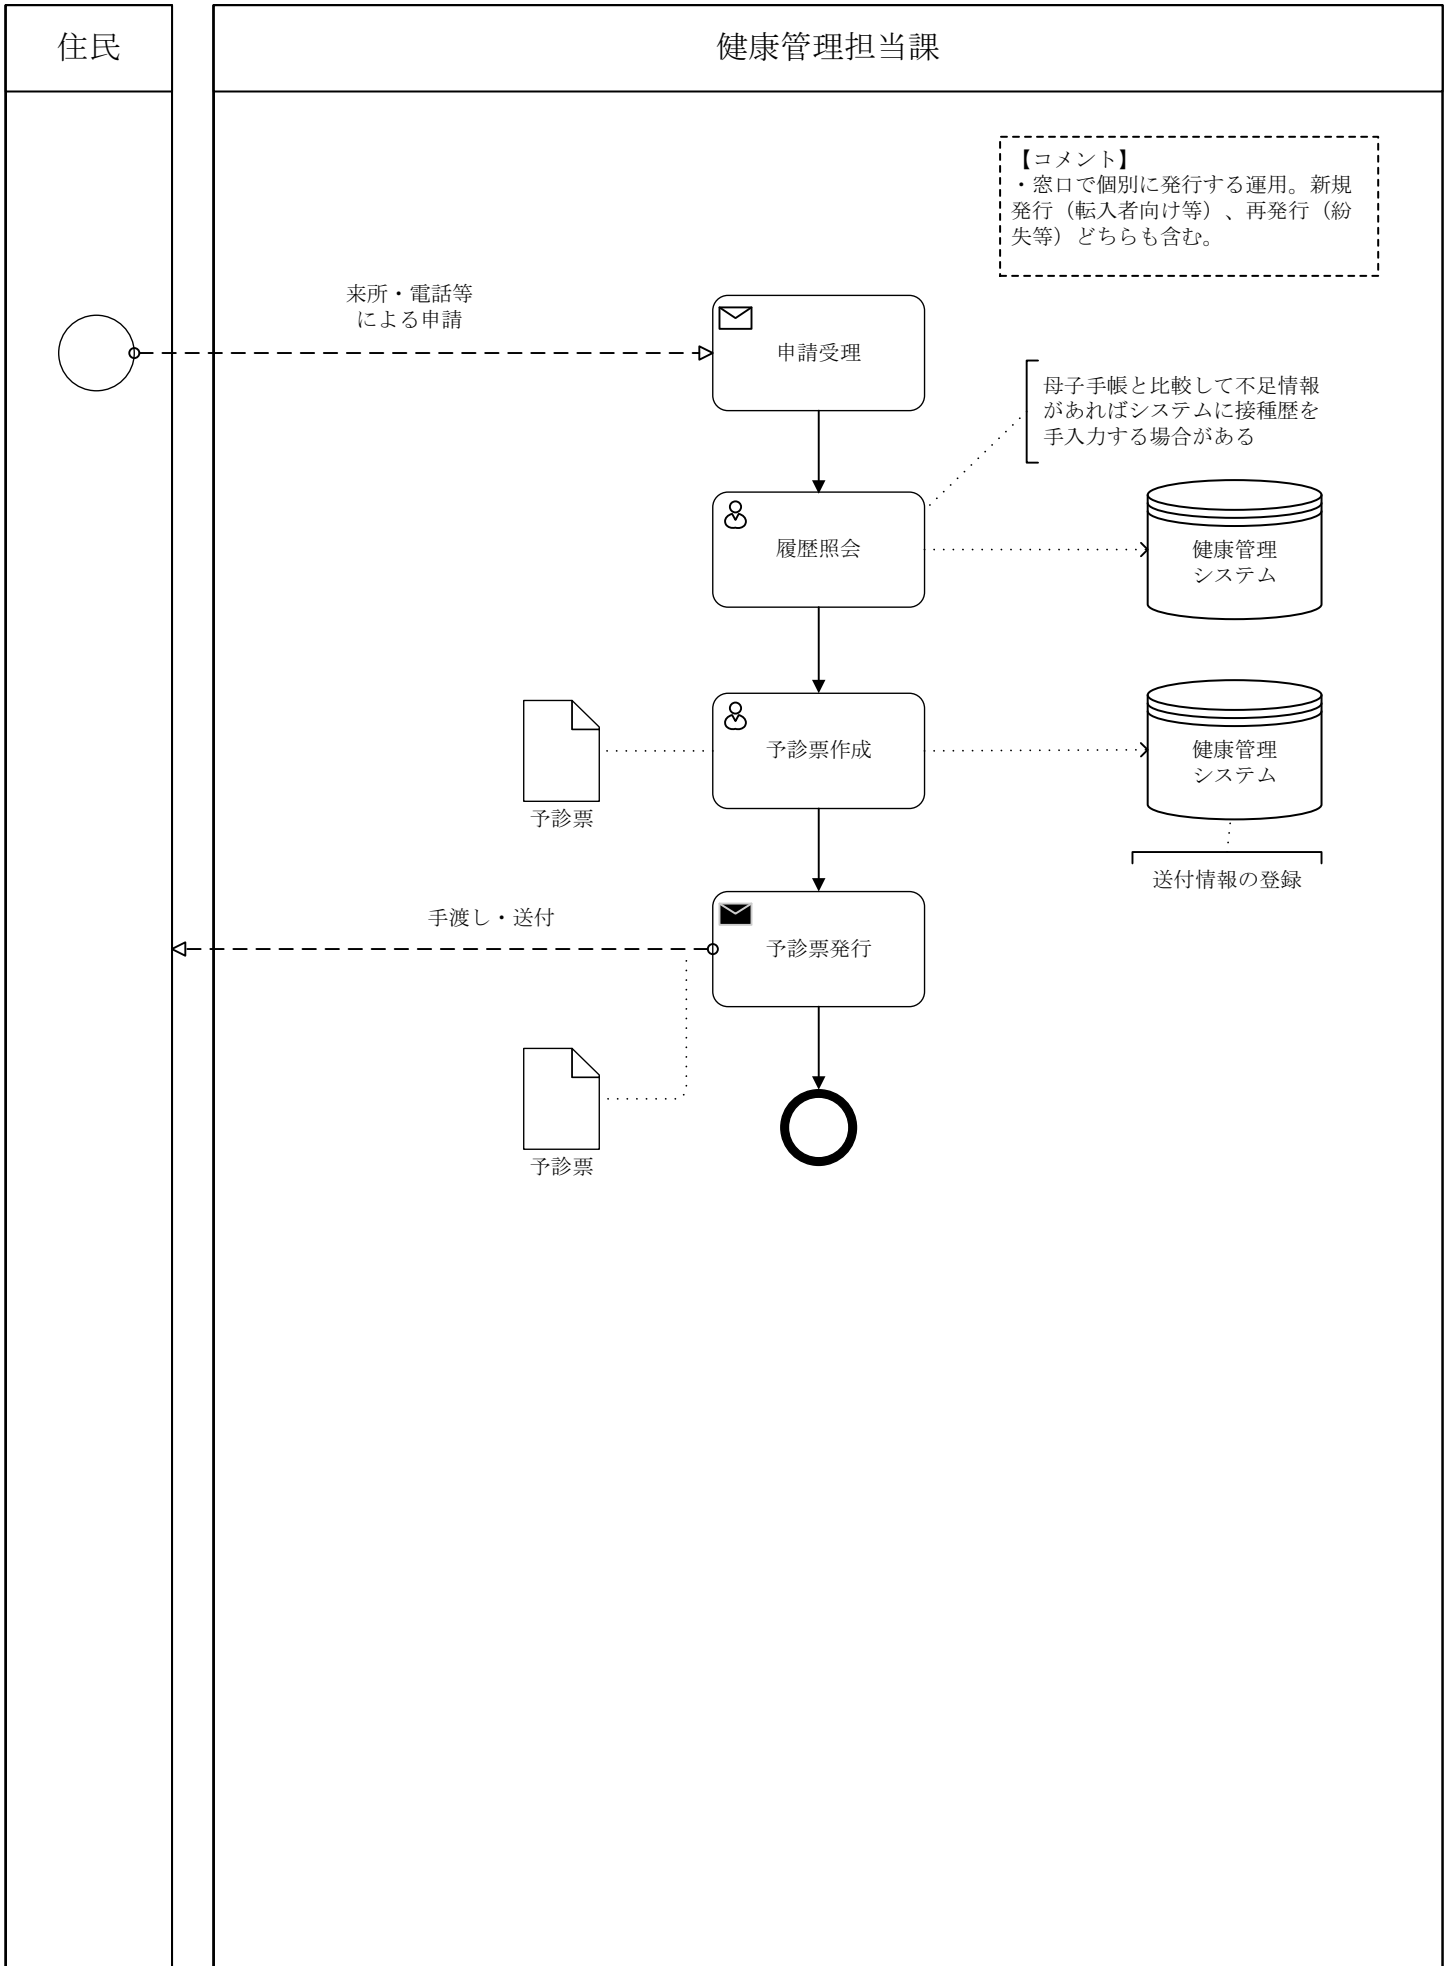 住民
健康管理担当課
【コメント】
・窓口で個別に発行する運用。新規
発行（転入者向け等）、再発行（紛
失等）どちらも含む。
来所・電話等
による申請
申請受理
母子手帳と比較して不足情報
があればシステムに接種歴を
手入力する場合がある
履歴照会
健康管理
システム
予診票作成
健康管理
システム
予診票
送付情報の登録
手渡し・送付
予診票発行
予診票